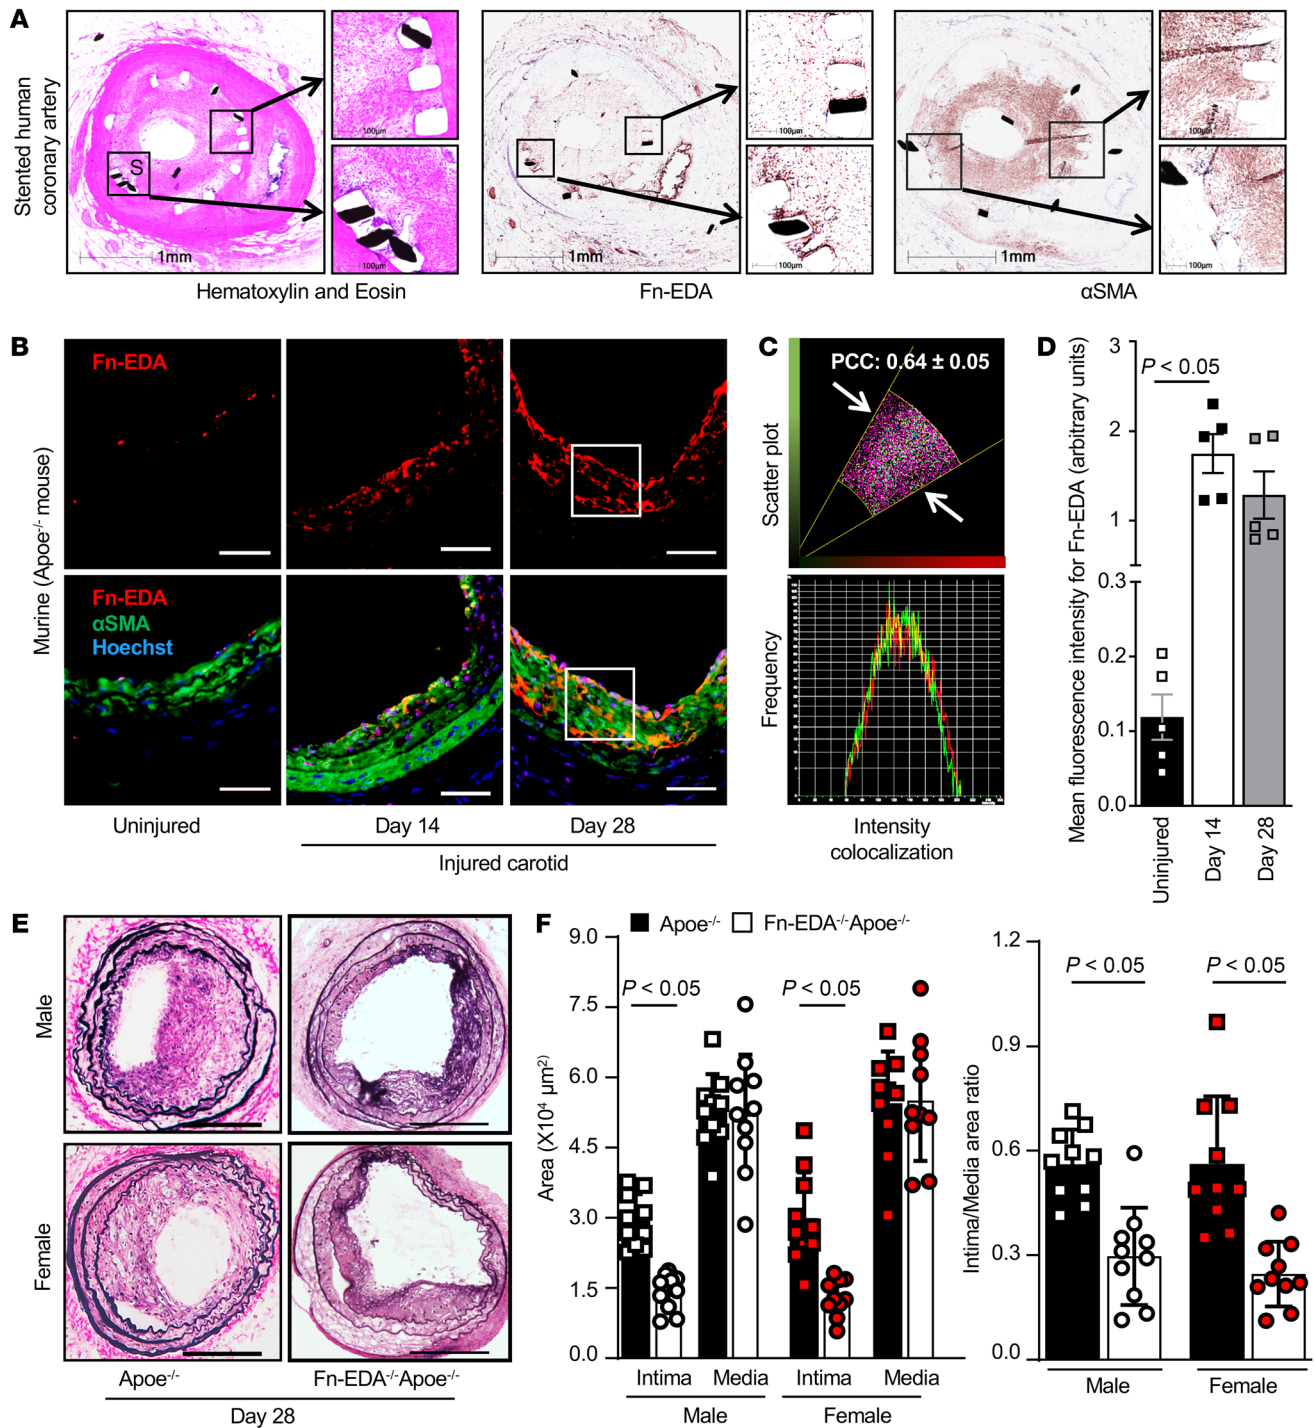 A
Stented human
coronary artery
S
1mm
100µm
100µm
Hematoxylin and Eosin
1mm
100µm
100µm
Fn-EDA
1mm
100µm
100µm
αSMA
B
Murine (Apoe-/- mouse)
Fn-EDA
Fn-EDA
αSMA
Hoechst
Uninjured
Day 14
Day 28
Injured carotid
C
PCC: 0.64 ± 0.05
Scatter plot
Frequency
Intensity
colocalization
D
Mean fluorescence intensity for Fn-EDA (arbitrary units)
P < 0.05
3
2
1
0.3
0.2
0.1
0.0
Uninjured
Day 14
Day 28
E
Male
Female
Apoe-/-
Fn-EDA-/-Apoe-/-
Day 28
F
Apoe-/-
Fn-EDA-/-Apoe-/-
Area (X10⁴ µm²)
9.0
7.5
6.0
4.5
3.0
1.5
0.0
P < 0.05
P < 0.05
Intima
Media
Intima
Media
Male
Female
Intima/Media area ratio
1.2
0.9
0.6
0.3
0.0
P < 0.05
P < 0.05
Male
Female